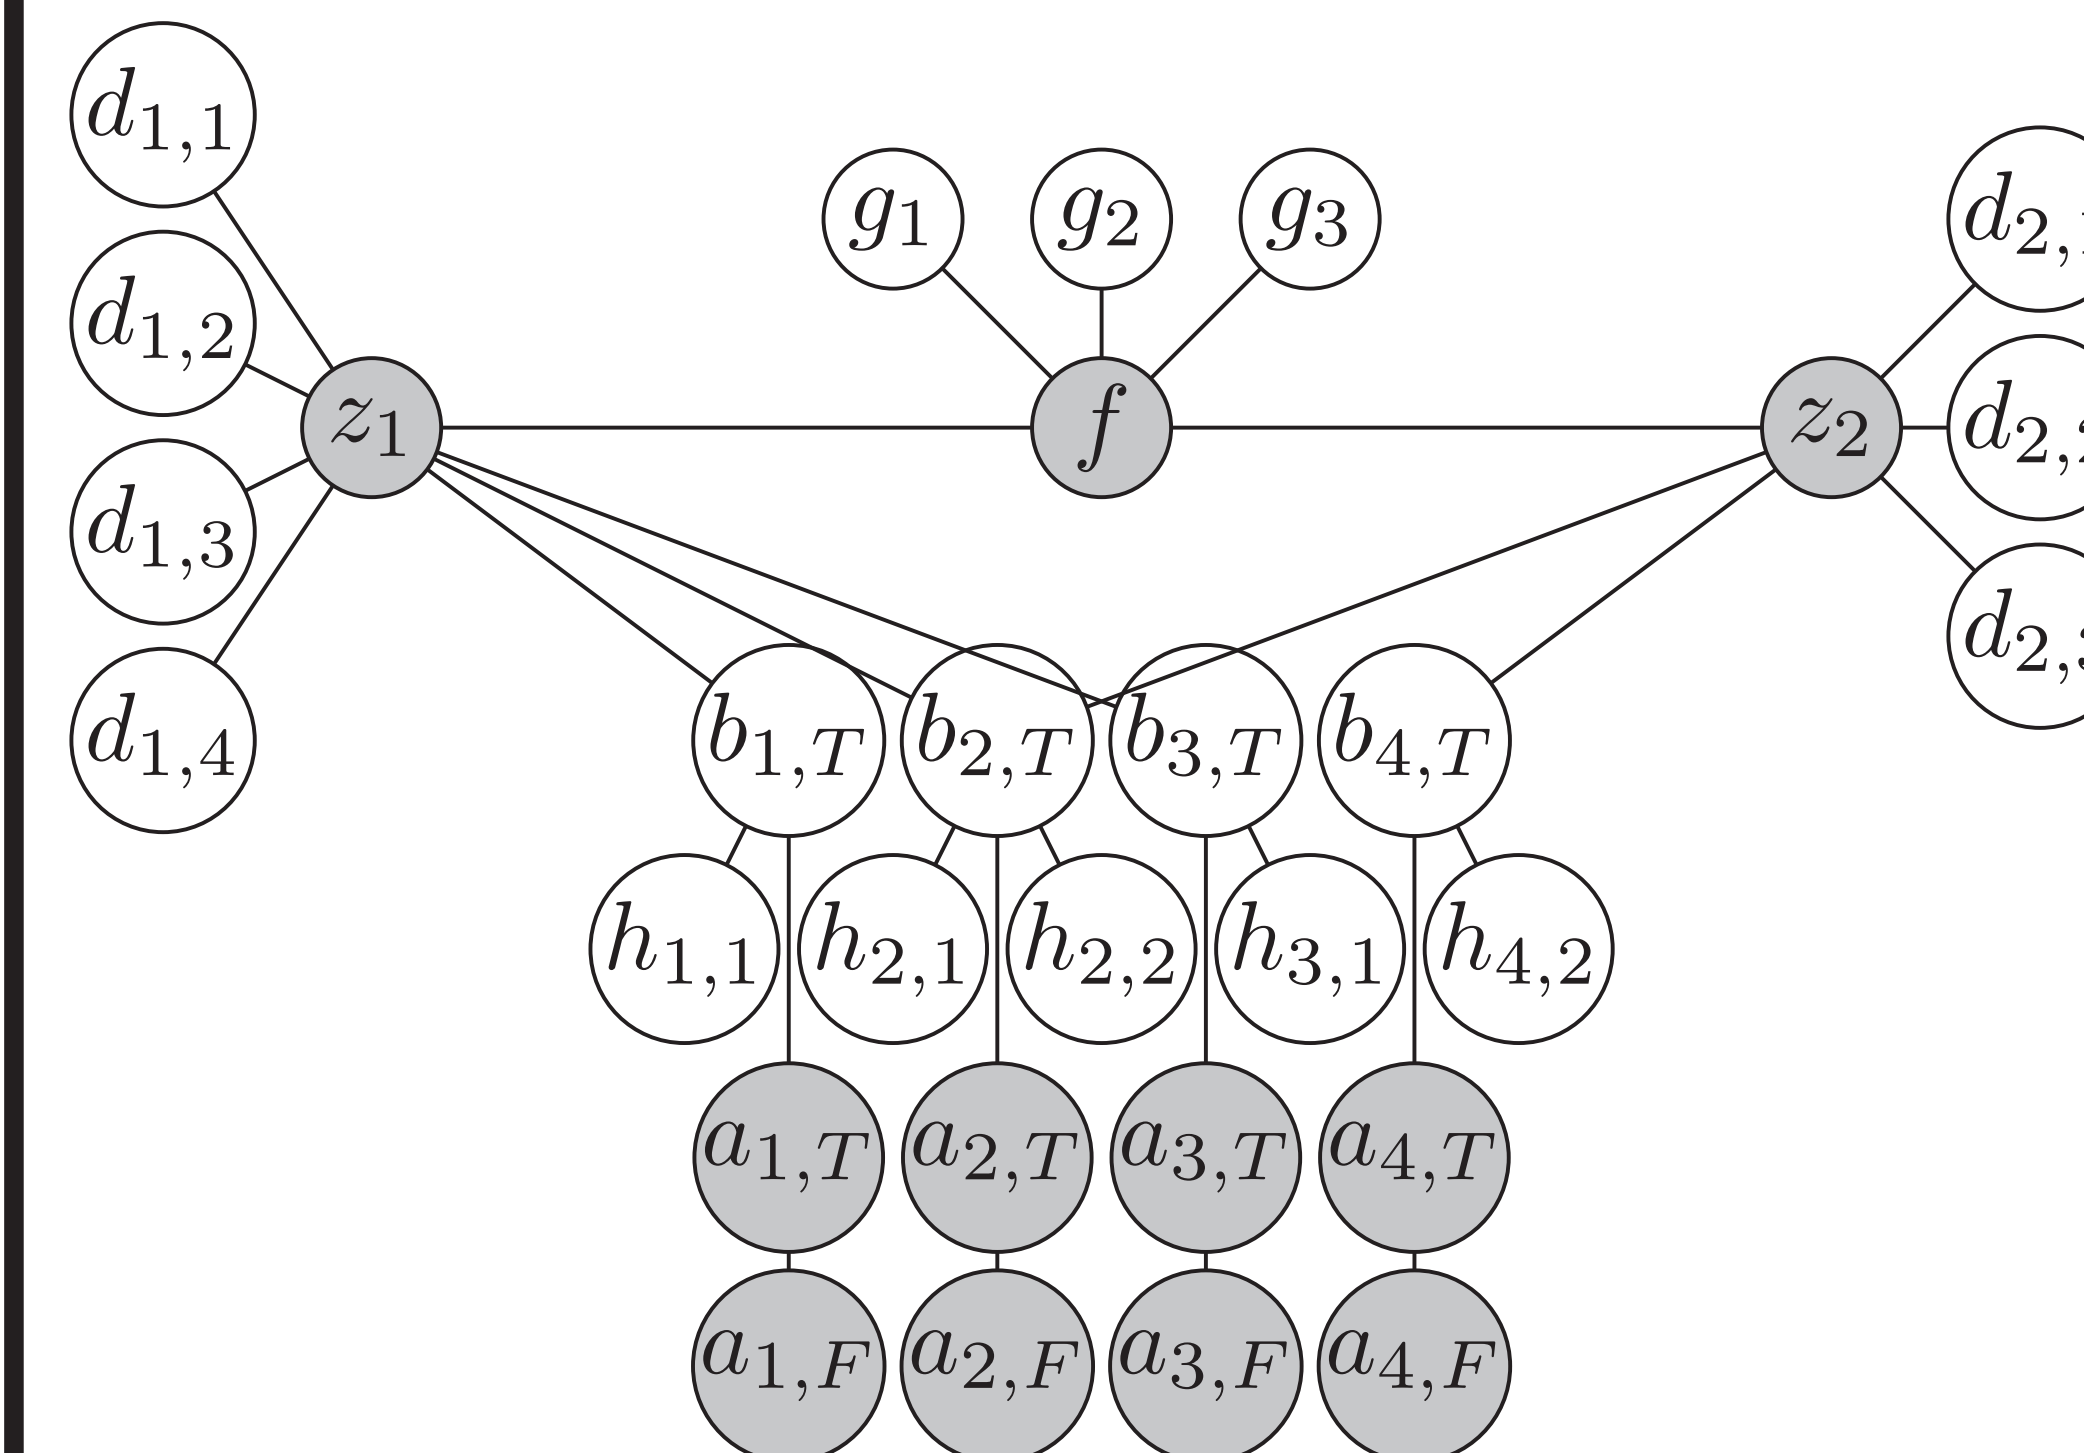 d1,1
g1 g2 g3
d1,2
z1 f z2
d1,3
d1,4
b1,T b2,T b3,T b4,T
h1,1 h2,1 h2,2 h3,1 h4,2
a1,T a2,T a3,T a4,T
a1,F a2,F a3,F a4,F